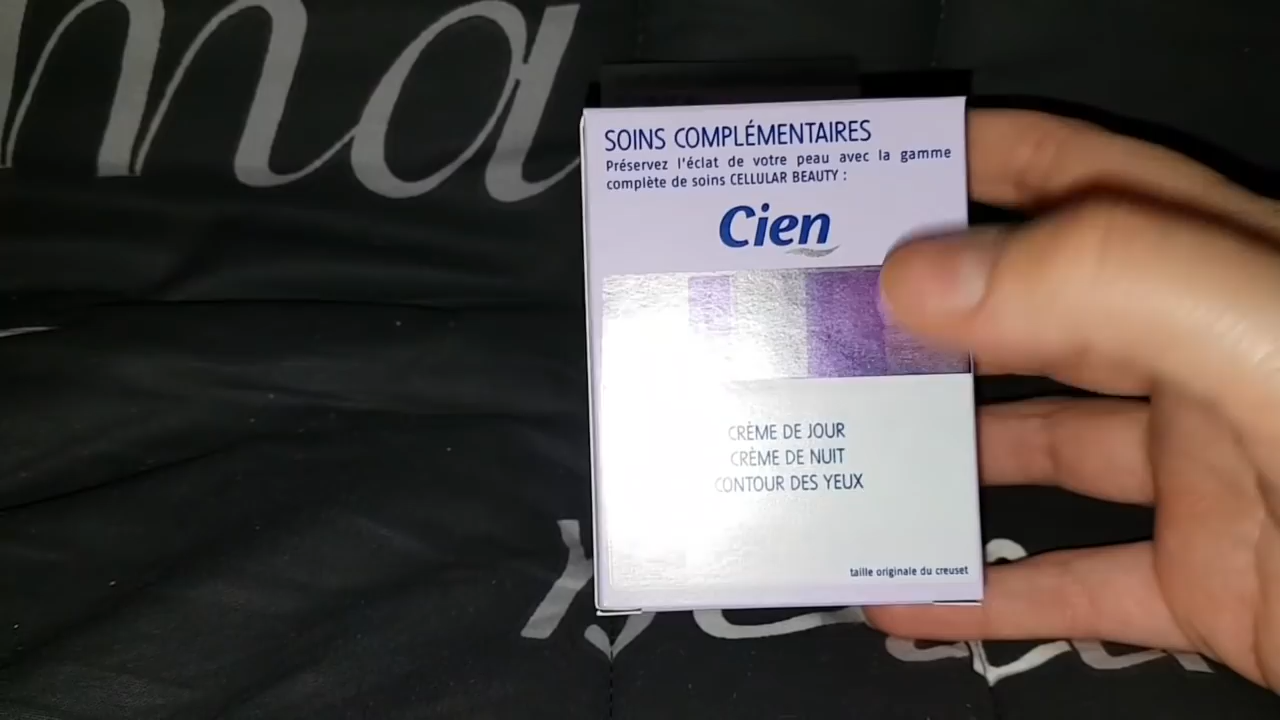 ma
SOINS COMPLÉMENTAIRES
Préservez l'éclat de votre peau avec la gamme
complète de soins CELLULAR BEAUTY :
Cien
CRÈME DE JOUR
CRÈME DE NUIT
CONTOUR DES YEUX
taille originale du creuset